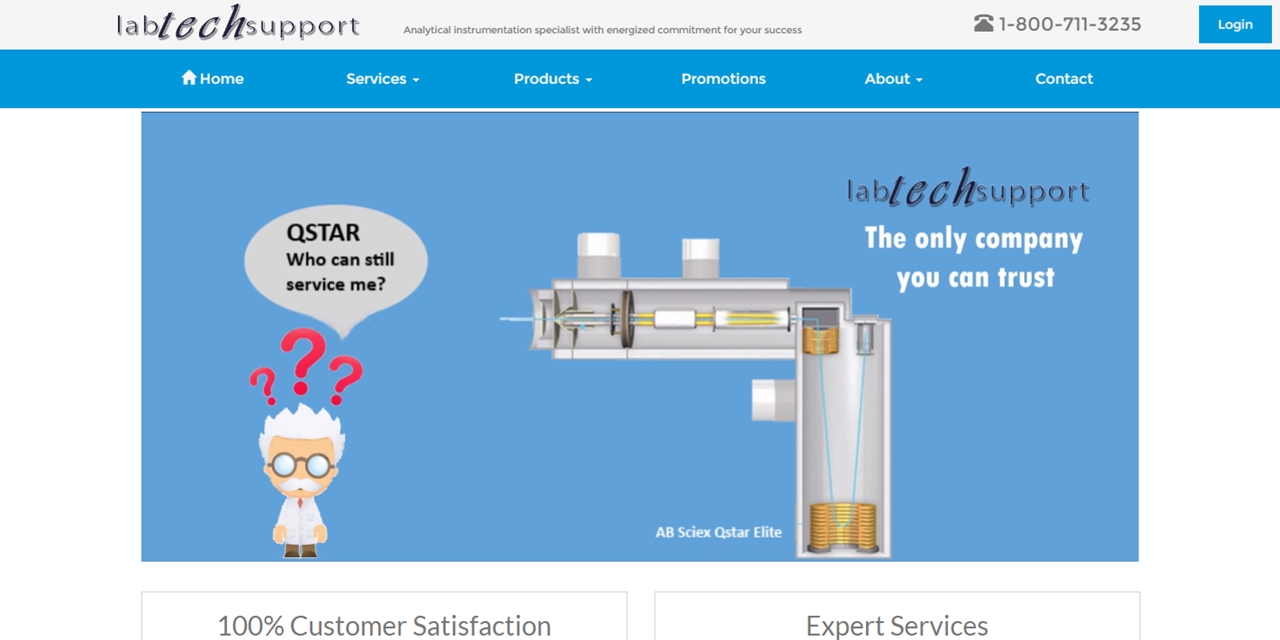 labtechsupport
Analytical instrumentation specialist with energized commitment for your success
1-800-711-3235
Login
Home
Services
Products
Promotions
About
Contact
labtechsupport
The only company
you can trust
QSTAR
Who can still
service me?
???
AB Sciex Qstar Elite
100% Customer Satisfaction
Expert Services